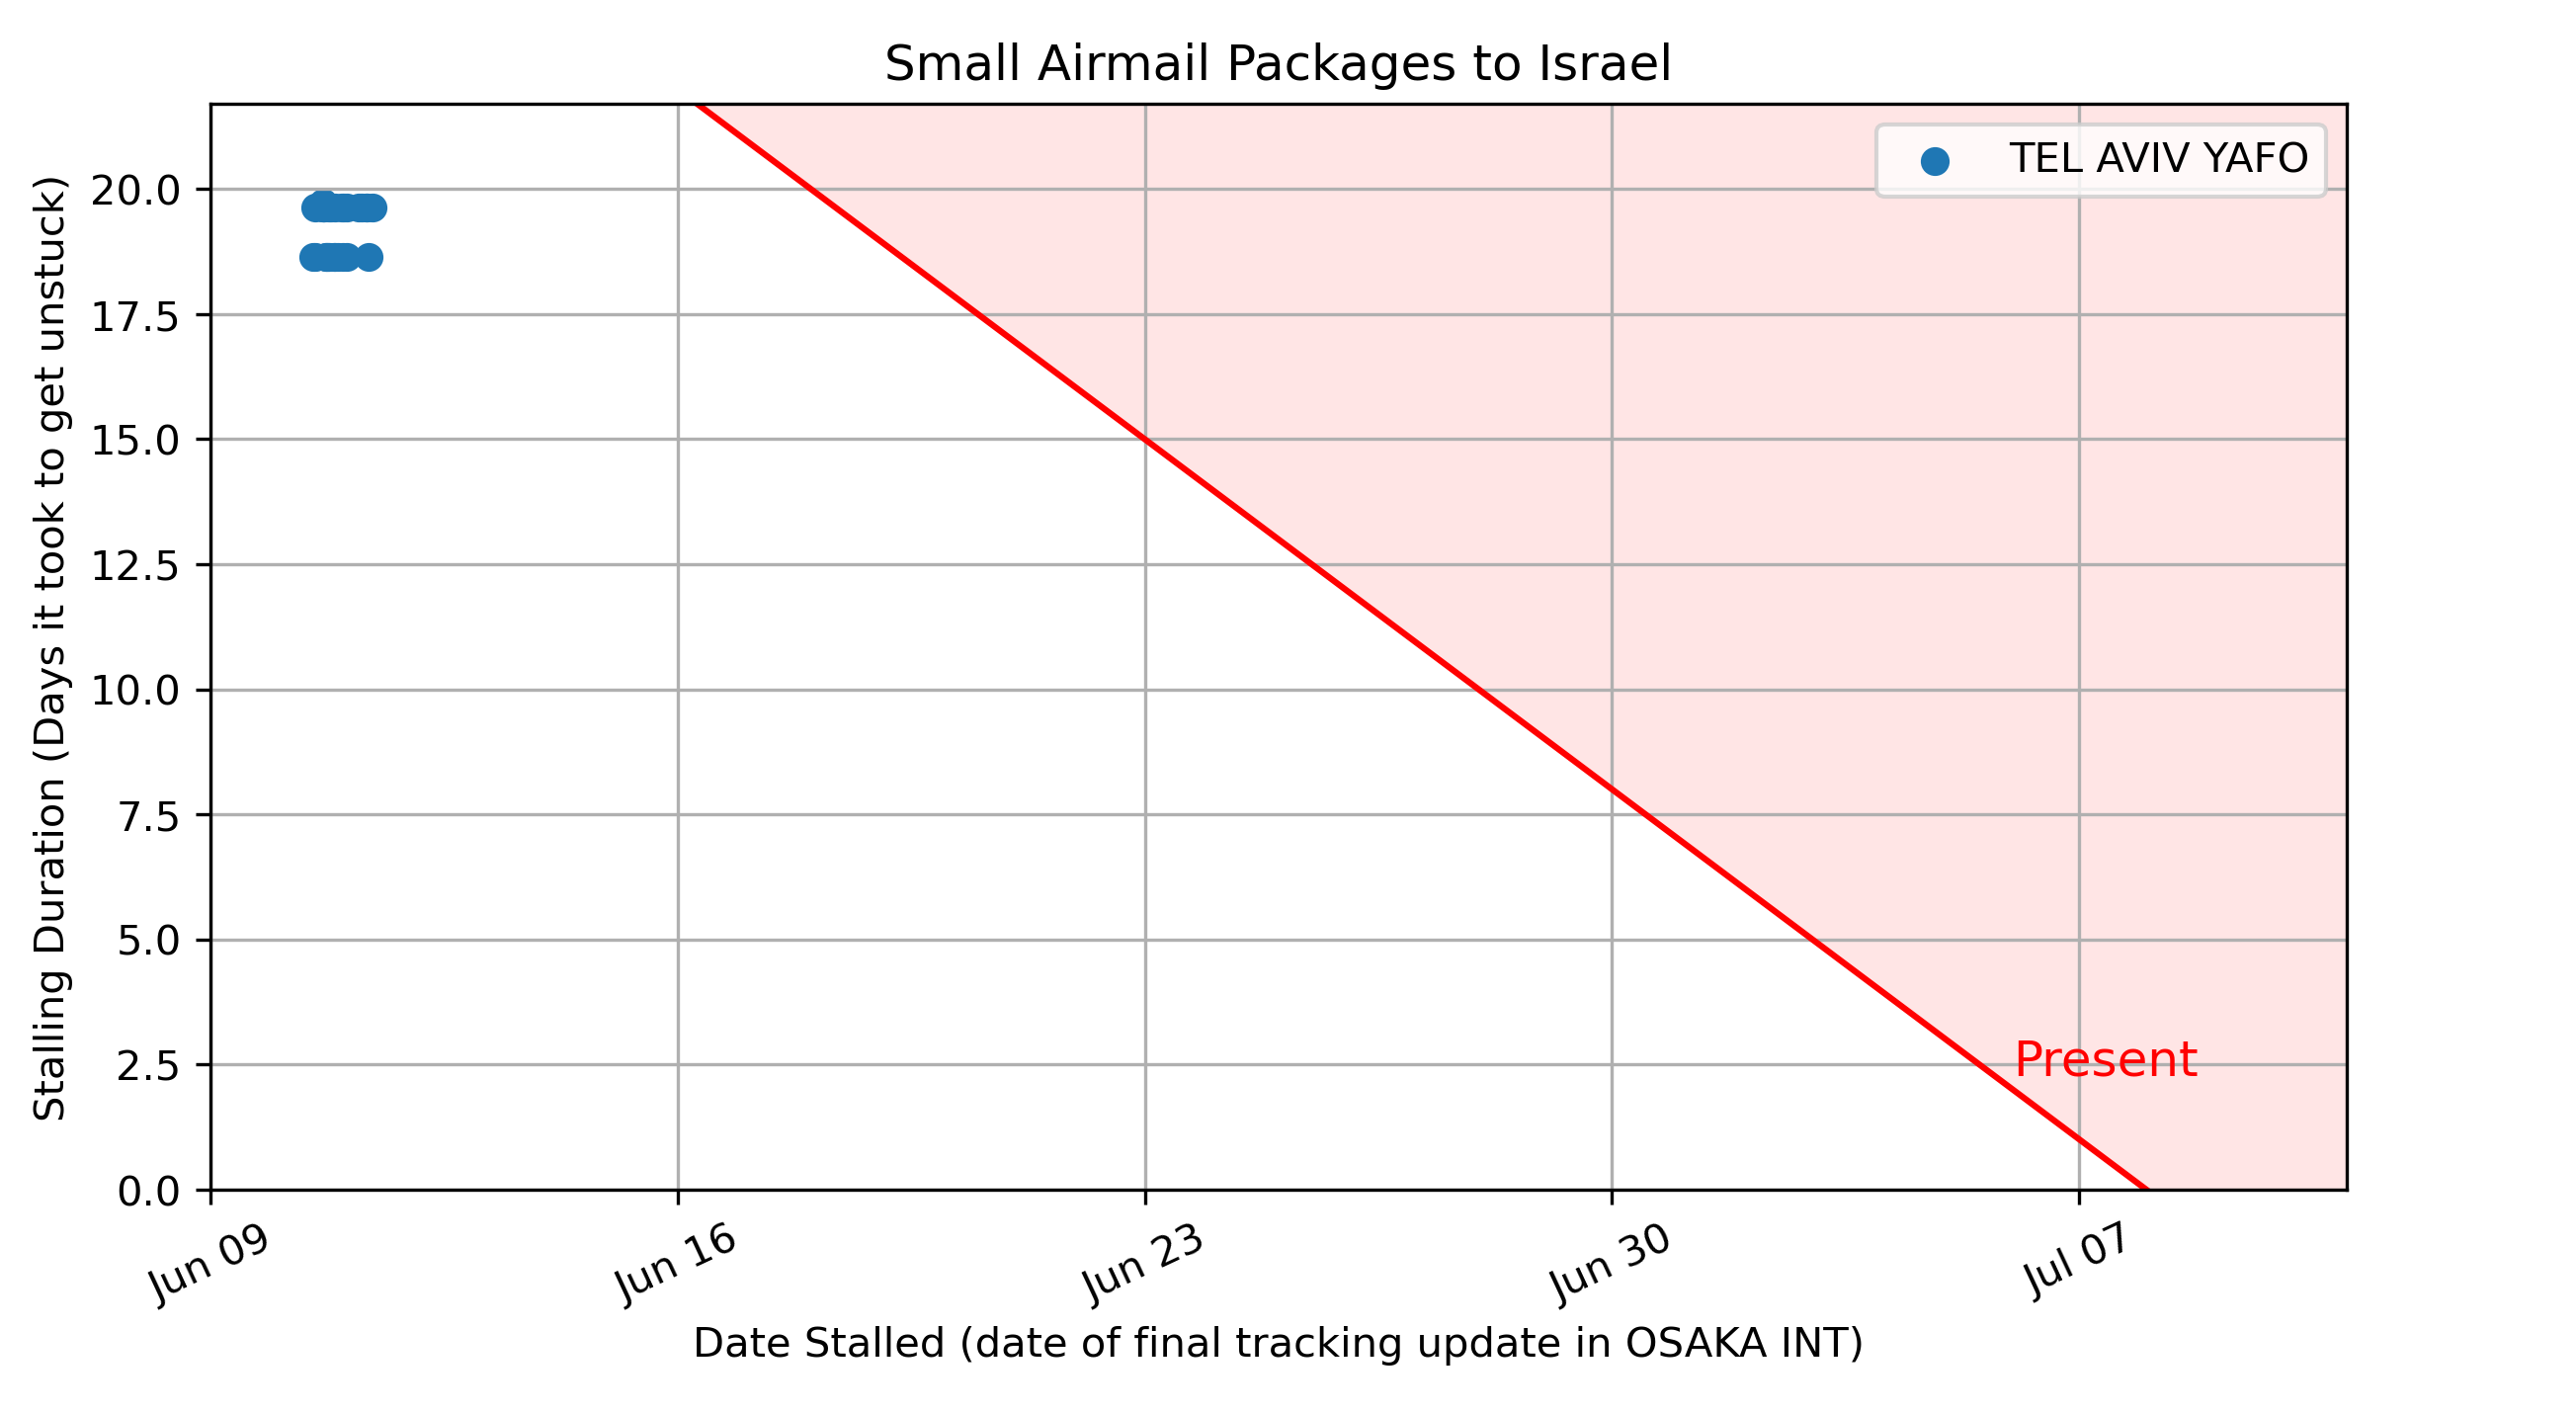 Small Airmail Packages to Israel
TEL AVIV YAFO
Stalling Duration (Days it took to get unstuck)
20.0
17.5
15.0
12.5
10.0
7.5
5.0
2.5
0.0
Present
Jun 09
Jun 16
Jun 23
Jun 30
Jul 07
Date Stalled (date of final tracking update in OSAKA INT)